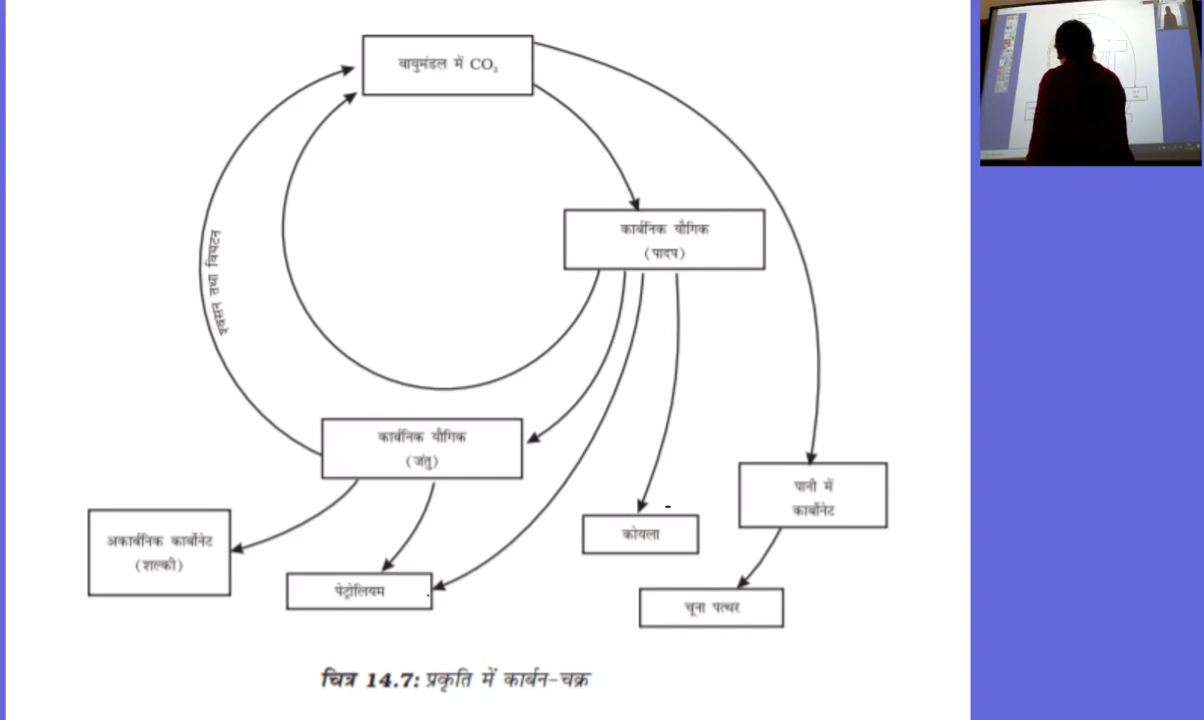 वायुमंडल में CO₂
कार्बनिक यौगिक
(पादप)
श्वसन तथा विघटन
कार्बनिक यौगिक
(जंतु)
पानी में
कार्बोनेट
अकार्बनिक कार्बोनेट
(शल्की)
कोयला
पेट्रोलियम
चूना पत्थर
चित्र 14.7: प्रकृति में कार्बन-चक्र